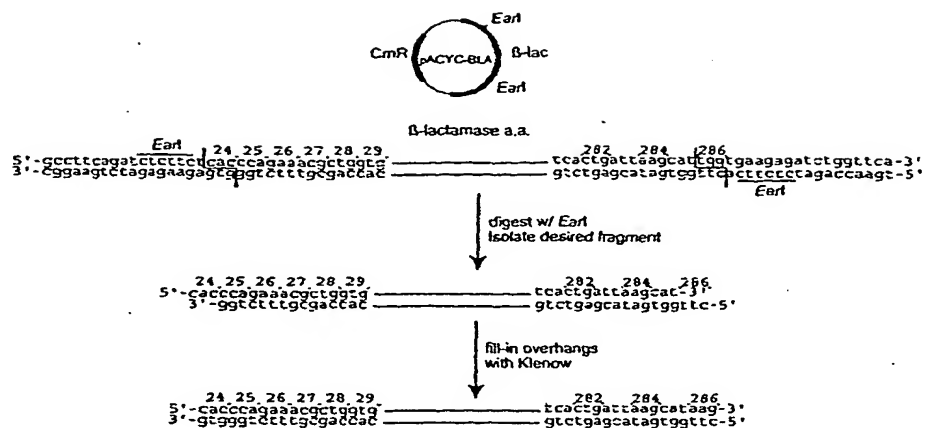 EarI
CmR pACYC-BLA ß-lac
EarI
ß-lactamase a.a.
EarI 24 25 26 27 28 29 282 284 286
5'-gccttcagatctcttctcacccagaaacgctggtg tcactgattaagcattggtgaagagatctggttca-3'
3'-cggaagtctagagaagagtgggtctttgcgaccac gtctgagcatagtcgttcacttctctagaccaagt-5'
EarI
digest w/ EarI
Isolate desired fragment
24 25 26 27 28 29 282 284 286
5'-cacccagaaacgctggtg tcactgattaagcat-3'
3'-ggtctttgcgaccac gtctgagcatagtggttc-5'
fill-in overhangs
with Klenow
24 25 26 27 28 29 282 284 286
5'-cacccagaaacgctggtg tcactgattaagcataag-3'
3'-gtgggtctttgcgaccac gtctgagcatagtggttc-5'